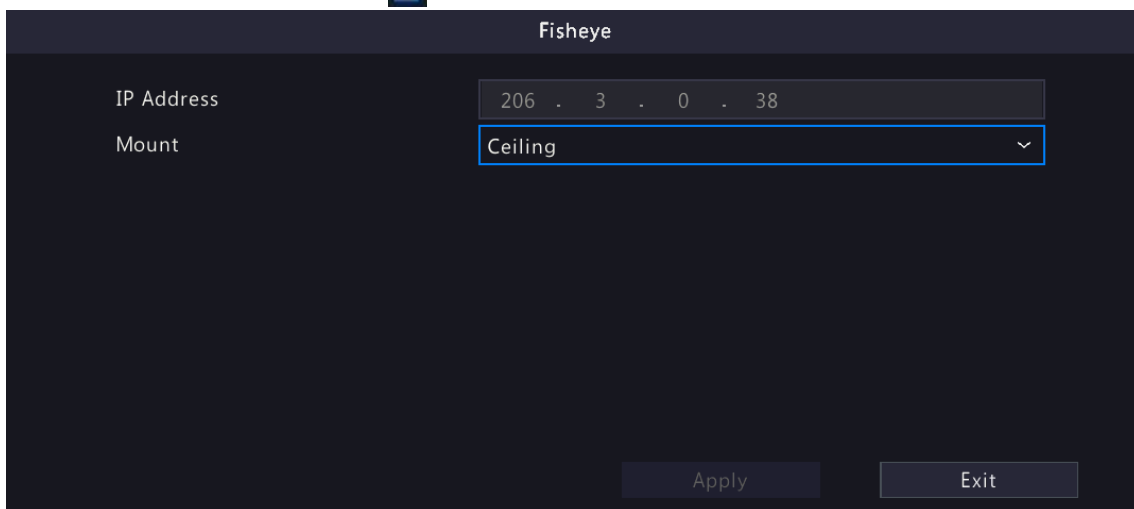 Fisheye
IP Address 206 . 3 . 0 . 38
Mount Ceiling
Apply Exit